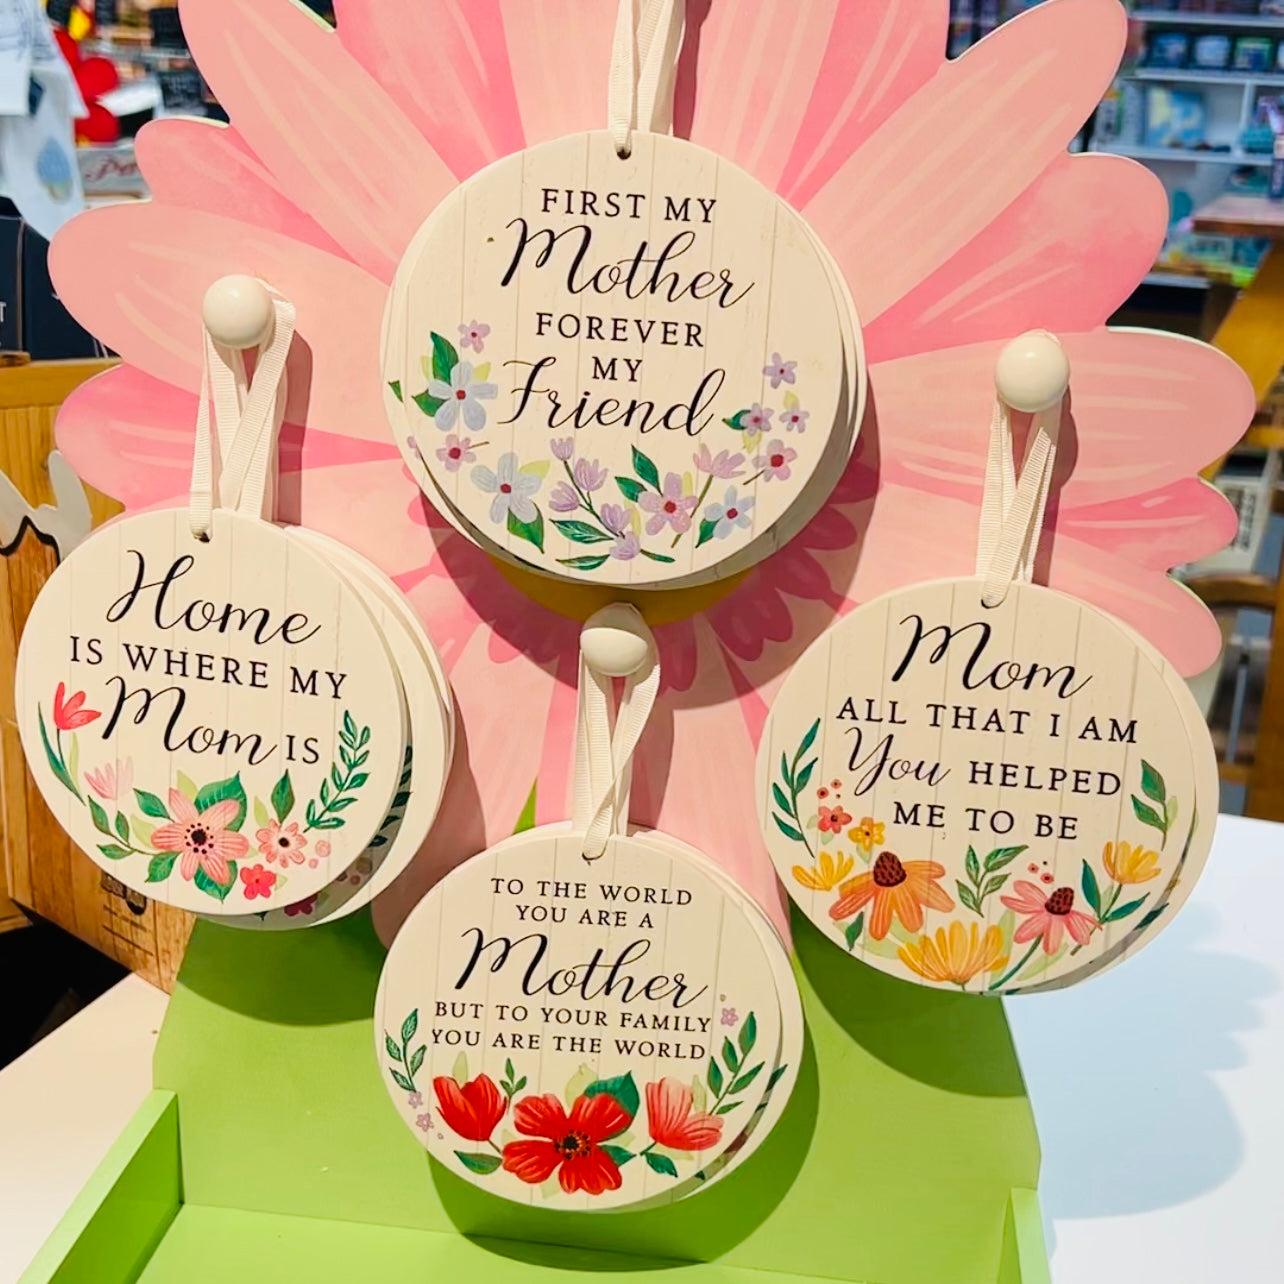 FIRST MY
Mother
FOREVER
MY
Friend
Home
IS WHERE MY
Mom IS
Mom
ALL THAT I AM
You HELPED
ME TO BE
TO THE WORLD
YOU ARE A
Mother
BUT TO YOUR FAMILY
YOU ARE THE WORLD